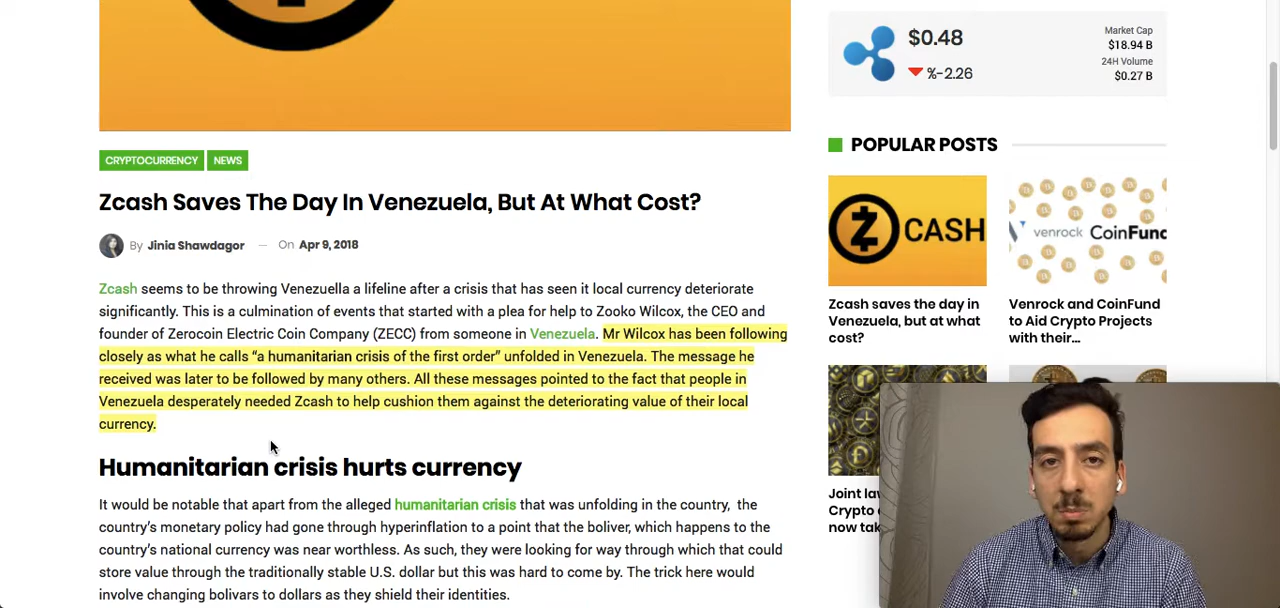 $0.48
%-2.26
Market Cap
$18.94 B
24H Volume
$0.27 B
CRYPTOCURRENCY NEWS
Zcash Saves The Day In Venezuela, But At What Cost?
By Jinia Shawdagor — On Apr 9, 2018
Zcash seems to be throwing Venezuella a lifeline after a crisis that has seen it local currency deteriorate
significantly. This is a culmination of events that started with a plea for help to Zooko Wilcox, the CEO and
founder of Zerocoin Electric Coin Company (ZECC) from someone in Venezuela. Mr Wilcox has been following
closely as what he calls “a humanitarian crisis of the first order” unfolded in Venezuela. The message he
received was later to be followed by many others. All these messages pointed to the fact that people in
Venezuela desperately needed Zcash to help cushion them against the deteriorating value of their local
currency.
Humanitarian crisis hurts currency
It would be notable that apart from the alleged humanitarian crisis that was unfolding in the country, the
country’s monetary policy had gone through hyperinflation to a point that the boliver, which happens to the
country’s national currency was near worthless. As such, they were looking for way through which that could
store value through the traditionally stable U.S. dollar but this was hard to come by. The trick here would
involve changing bolivars to dollars as they shield their identities.
POPULAR POSTS
ZCASH
venrock CoinFund
Zcash saves the day in
Venezuela, but at what
cost?
Venrock and CoinFund
to Aid Crypto Projects
with their...
Joint
Crypto
now